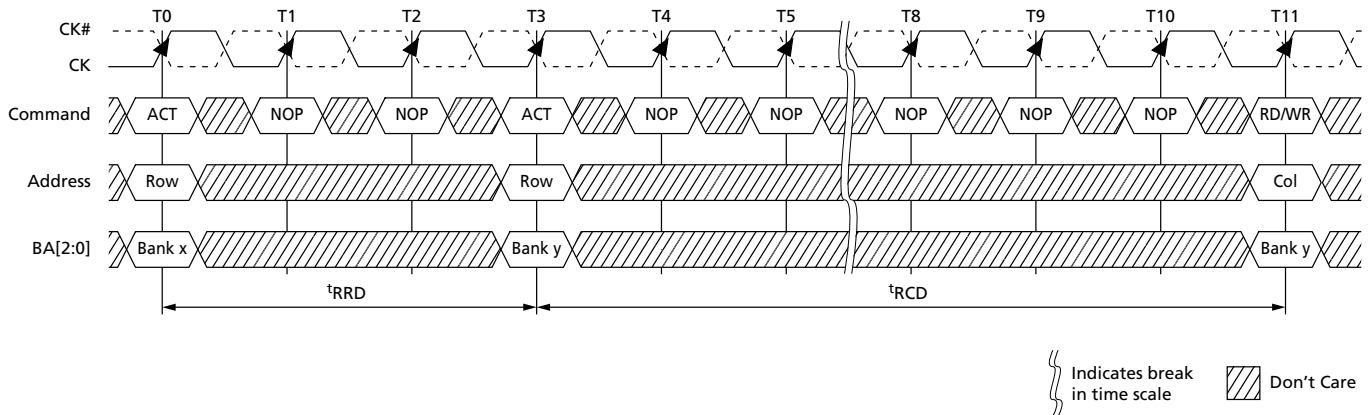 T0 T1 T2 T3 T4 T5 T8 T9 T10 T11
CK#
CK
Command ACT NOP NOP ACT NOP NOP NOP NOP NOP RD/WR
Address Row Row Col
BA[2:0] Bank x Bank y Bank y
tRRD tRCD
Indicates break
in time scale
Don't Care